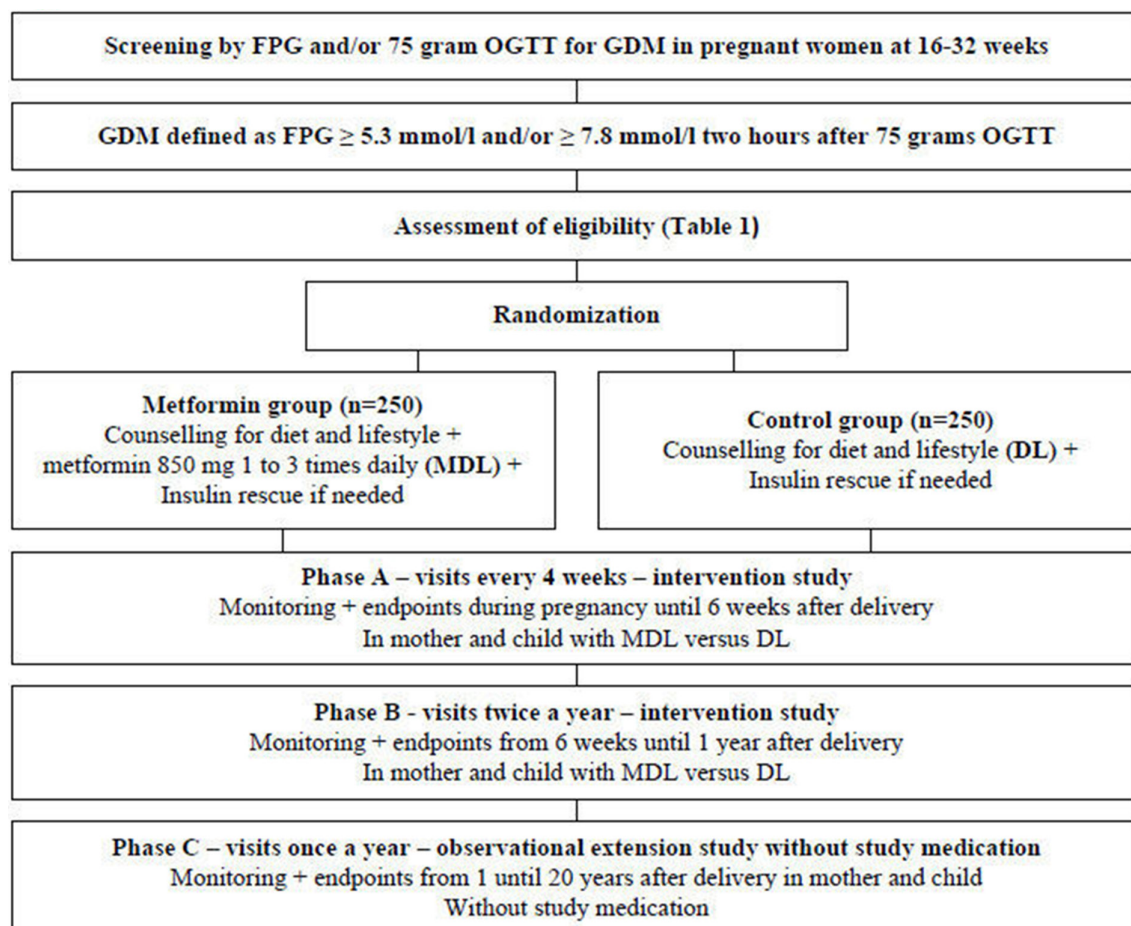 Screening by FPG and/or 75 gram OGTT for GDM in pregnant women at 16-32 weeks
GDM defined as FPG ≥ 5.3 mmol/l and/or ≥ 7.8 mmol/l two hours after 75 grams OGTT
Assessment of eligibility (Table 1)
Randomization
Metformin group (n=250)
Counselling for diet and lifestyle +
metformin 850 mg 1 to 3 times daily (MDL) +
Insulin rescue if needed
Control group (n=250)
Counselling for diet and lifestyle (DL) +
Insulin rescue if needed
Phase A – visits every 4 weeks – intervention study
Monitoring + endpoints during pregnancy until 6 weeks after delivery
In mother and child with MDL versus DL
Phase B - visits twice a year – intervention study
Monitoring + endpoints from 6 weeks until 1 year after delivery
In mother and child with MDL versus DL
Phase C – visits once a year – observational extension study without study medication
Monitoring + endpoints from 1 until 20 years after delivery in mother and child
Without study medication